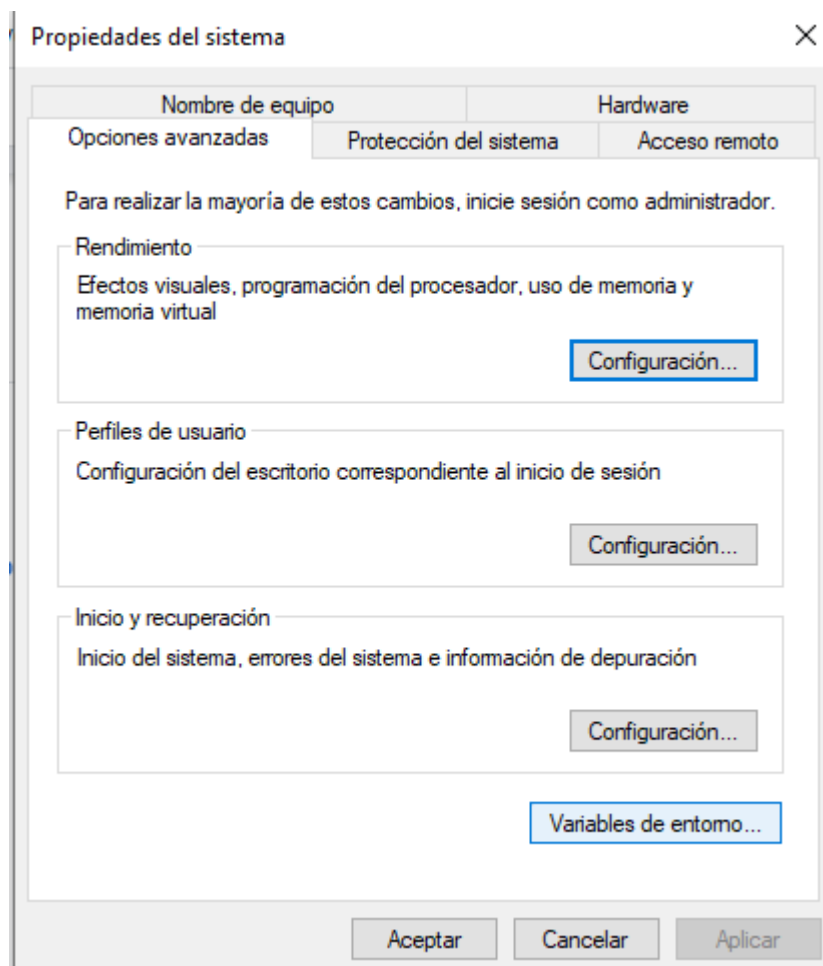 Propiedades del sistema
Nombre de equipo
Hardware
Opciones avanzadas
Protección del sistema
Acceso remoto
Para realizar la mayoría de estos cambios, inicie sesión como administrador.
Rendimiento
Efectos visuales, programación del procesador, uso de memoria y
memoria virtual
Configuración...
Perfiles de usuario
Configuración del escritorio correspondiente al inicio de sesión
Configuración...
Inicio y recuperación
Inicio del sistema, errores del sistema e información de depuración
Configuración...
Variables de entorno...
Aceptar
Cancelar
Aplicar